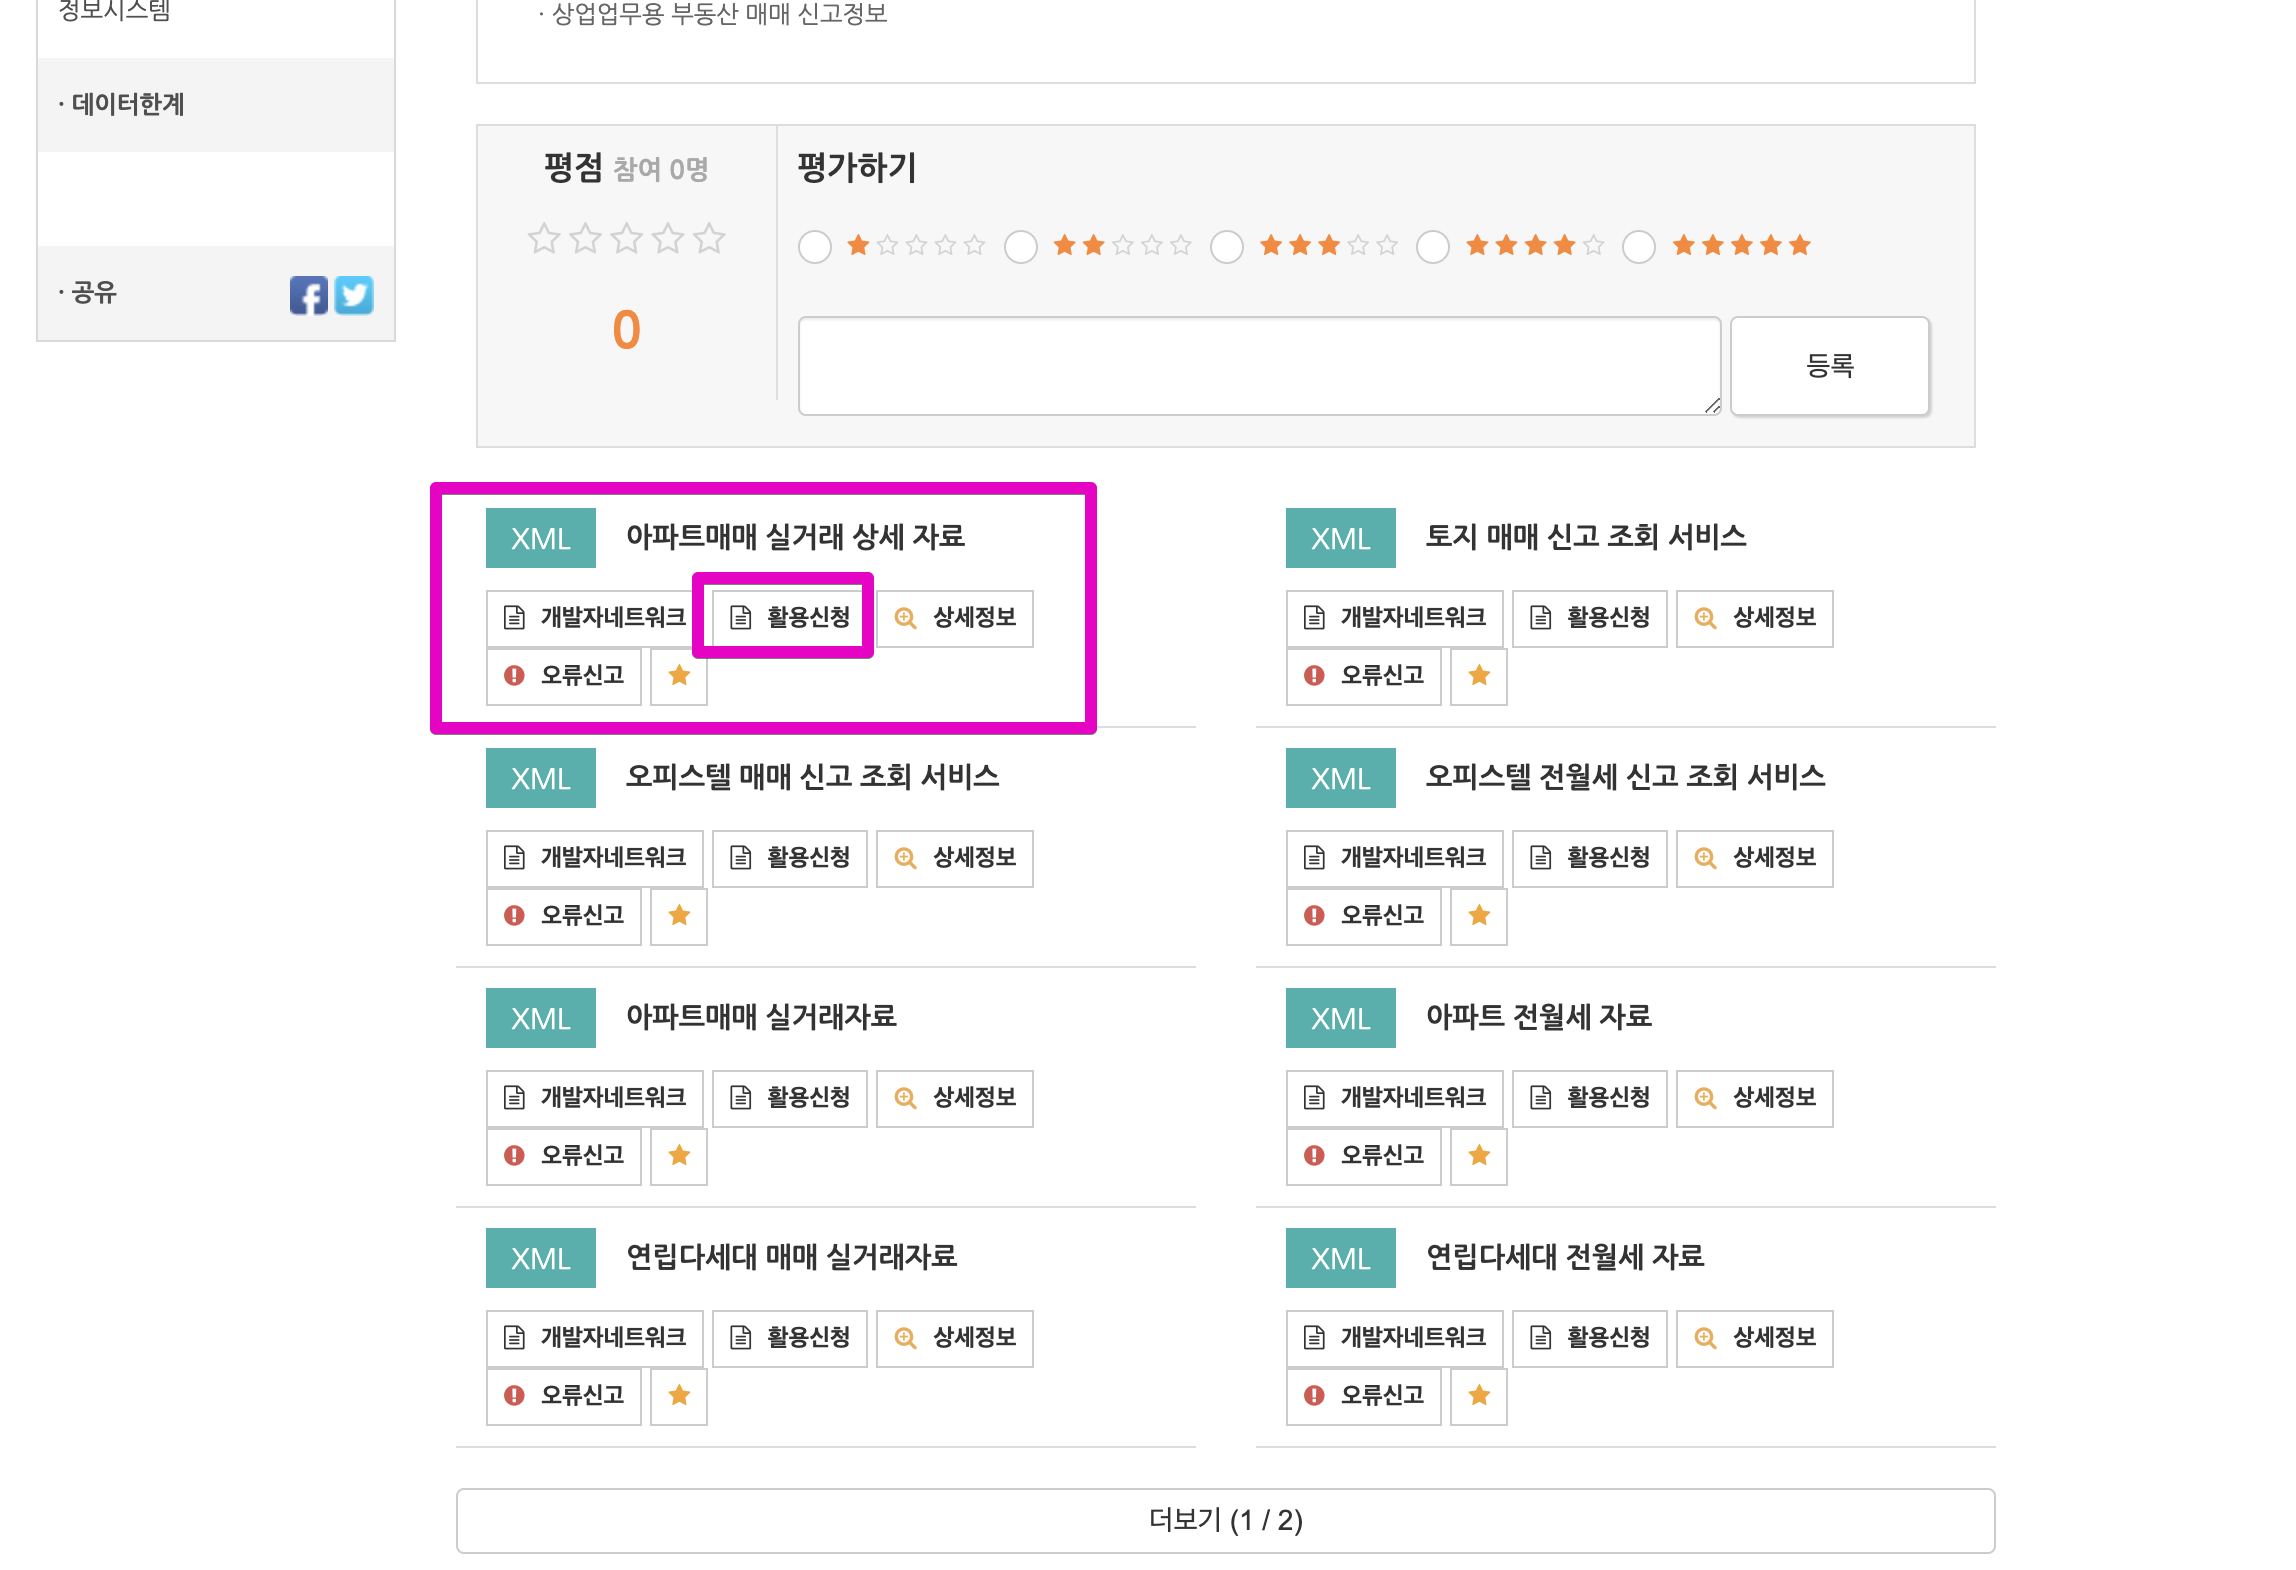 정보시스템
· 데이터한계
· 공유
· 상업업무용 부동산 매매 신고정보
평점 참여 0명
0
평가하기
등록
XML 아파트매매 실거래 상세 자료
개발자네트워크 활용신청 상세정보
오류신고
XML 토지 매매 신고 조회 서비스
개발자네트워크 활용신청 상세정보
오류신고
XML 오피스텔 매매 신고 조회 서비스
개발자네트워크 활용신청 상세정보
오류신고
XML 오피스텔 전월세 신고 조회 서비스
개발자네트워크 활용신청 상세정보
오류신고
XML 아파트매매 실거래자료
개발자네트워크 활용신청 상세정보
오류신고
XML 아파트 전월세 자료
개발자네트워크 활용신청 상세정보
오류신고
XML 연립다세대 매매 실거래자료
개발자네트워크 활용신청 상세정보
오류신고
XML 연립다세대 전월세 자료
개발자네트워크 활용신청 상세정보
오류신고
더보기 (1 / 2)